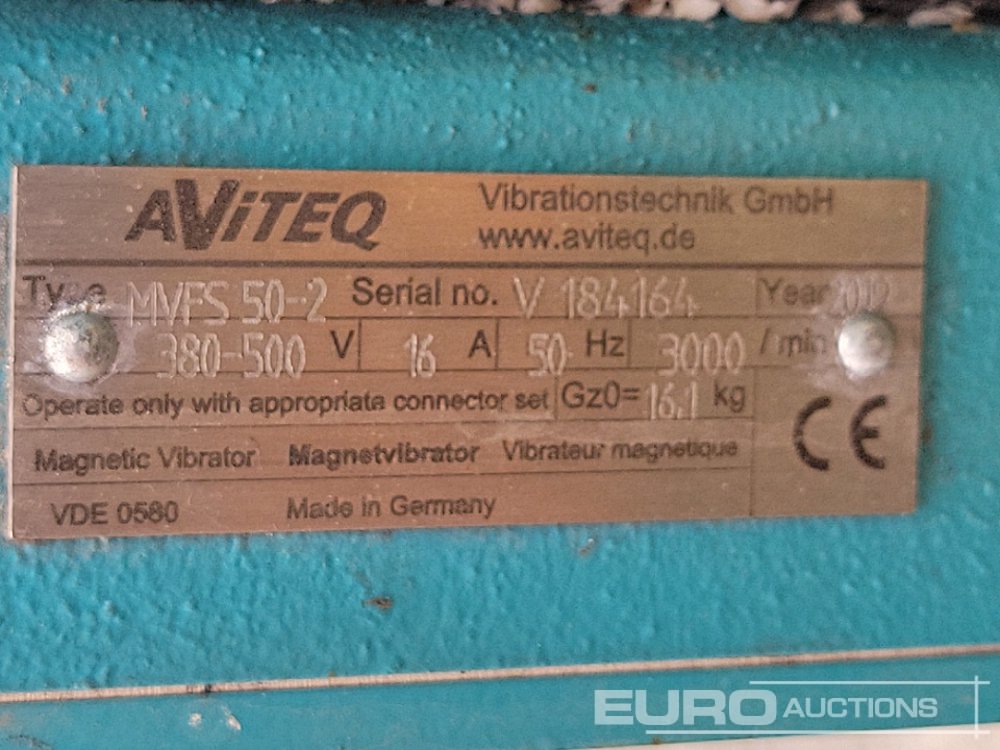 AViTEQ Vibrationstechnik GmbH
www.aviteq.de
Type MVFS 50-2 Serial no. V 184164 Year 2012
380-500 V 16 A 50 Hz 3000 /min
Operate only with appropriate connector set Gz0= 16.1 kg
CE
Magnetic Vibrator Magnetvibrator Vibrateur magnetique
VDE 0580 Made in Germany
EURO AUCTIONS